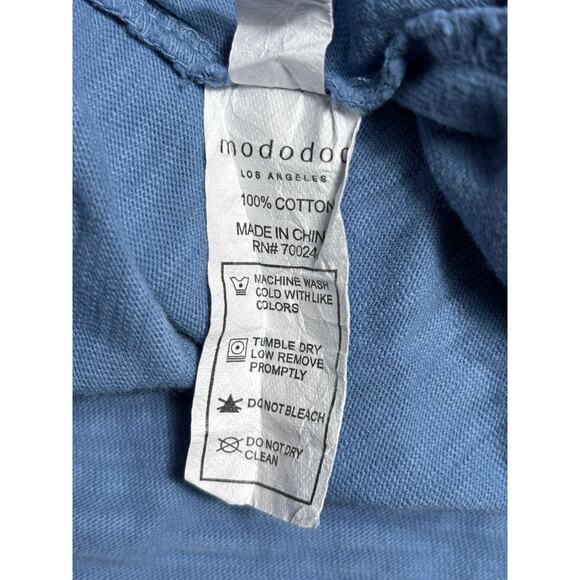 mododoc
LOS ANGELES
100% COTTON
MADE IN CHIN
RN# 70024
MACHINE WASH
COLD WITH LIKE
COLORS
TUMBLE DRY
LOW REMOVE
PROMPTLY
DO NOT BLEACH
DO NOT DRY
CLEAN